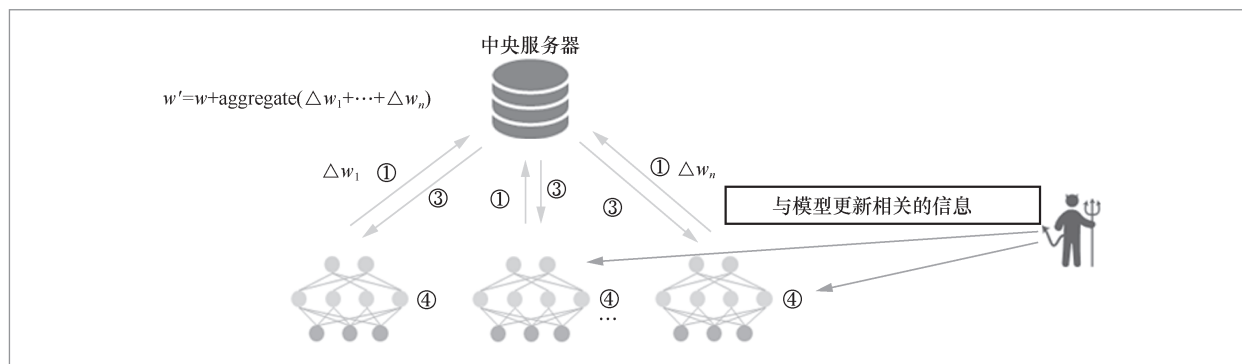 中央服务器
w'=w+aggregate(△w₁+⋯+△wₙ)
△w₁ ①
① △wₙ
③
①
③
③
与模型更新相关的信息
④
④
④
…